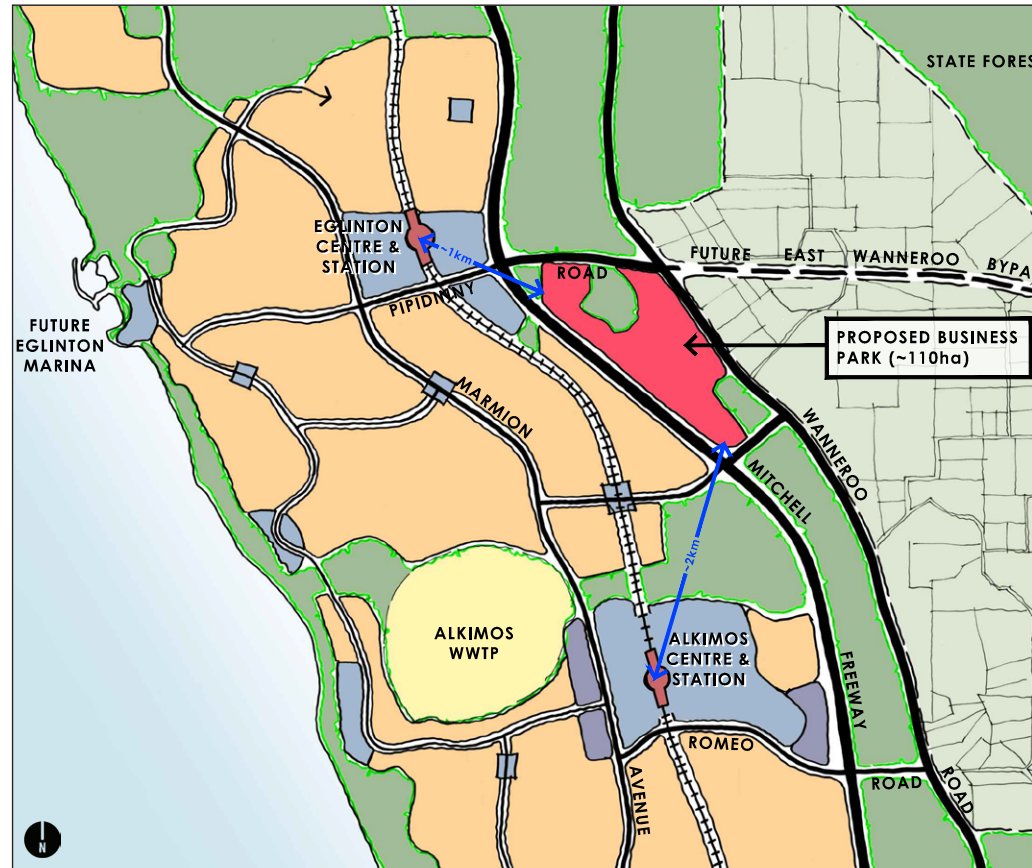 STATE FORES
EGLINTON
CENTRE &
STATION
~1km
ROAD
FUTURE EAST WANNEROO BYPA
PIPIDINNY
FUTURE
EGLINTON
MARINA
PROPOSED BUSINESS
PARK (~110ha)
MARMION
WANNEROO
MITCHELL
~2km
ALKIMOS
WWTP
ALKIMOS
CENTRE &
STATION
FREEWAY
ROMEO
ROAD
ROAD
AVENUE
N